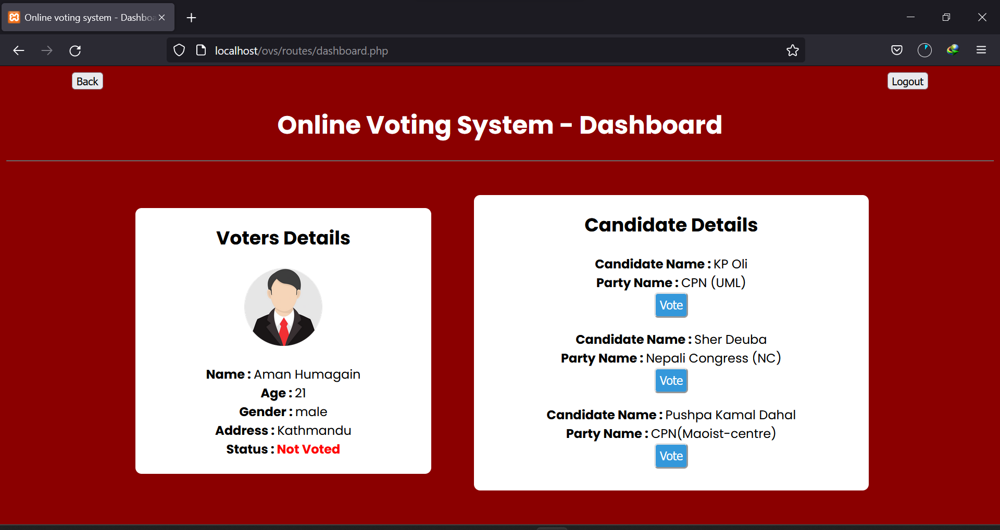 Online voting system - Dashboa
localhost/ovs/routes/dashboard.php
Back
Logout
Online Voting System - Dashboard
Voters Details
Name : Aman Humagain
Age : 21
Gender : male
Address : Kathmandu
Status : Not Voted
Candidate Details
Candidate Name : KP Oli
Party Name : CPN (UML)
Vote
Candidate Name : Sher Deuba
Party Name : Nepali Congress (NC)
Vote
Candidate Name : Pushpa Kamal Dahal
Party Name : CPN(Maoist-centre)
Vote